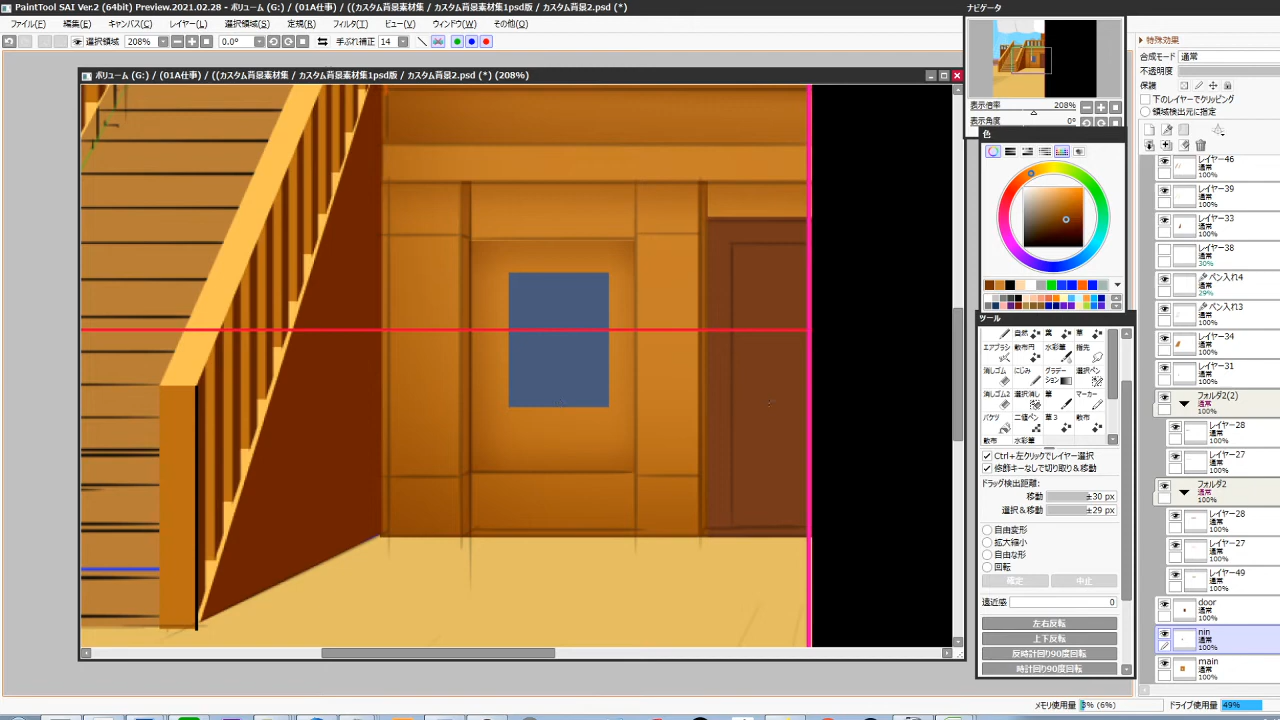 PaintTool SAI Ver.2 (64bit) Preview.2021.02.28 - ボリューム (G:) / (01A仕事) / ((カスタム背景素材集 / カスタム背景素材集1psd版 / カスタム背景2.psd (*)
ファイル(F) 編集(E) キャンバス(C) レイヤー(L) 選択領域(S) 定規(R) フィルタ(T) ビュー(V) ウィンドウ(W) その他(O)
選択領域 208% 0.0° 手ぶれ補正 14
ボリューム (G:) / (01A仕事) / ((カスタム背景素材集 / カスタム背景素材集1psd版 / カスタム背景2.psd (*) (208%)
ナビゲータ
表示倍率 208%
表示角度 0°
色
ツール
自然 葉 草
エアブラシ 散布円 水彩筆 指先
消しゴム にじみ グラデーション 選択ペン
消しゴム2 選択消し 筆 マーカー
バケツ 二値ペン 筆3 散布
散布 水彩筆
Ctrl+左クリックでレイヤー選択
修飾キーなしで切り取り&移動
ドラッグ検出距離:
移動 ±30 px
選択&移動 ±29 px
自由変形
拡大縮小
自由な形
回転
確定 中止
遠近感 0
左右反転
上下反転
反時計回り90度回転
時計回り90度回転
特殊効果
合成モード 通常
不透明度
保護
下のレイヤーでクリッピング
領域検出元に指定
レイヤー46
通常
100%
レイヤー39
通常
100%
レイヤー33
通常
100%
レイヤー38
通常
30%
ペン入れ4
通常
29%
ペン入れ3
通常
100%
レイヤー34
通常
100%
レイヤー31
通常
100%
フォルダ2(2)
通常
100%
レイヤー28
通常
100%
レイヤー27
通常
100%
フォルダ2
通常
100%
レイヤー28
通常
100%
レイヤー27
通常
100%
レイヤー49
通常
100%
door
通常
100%
nin
通常
100%
main
通常
100%
メモリ使用量 3% (6%) ドライブ使用量 49%